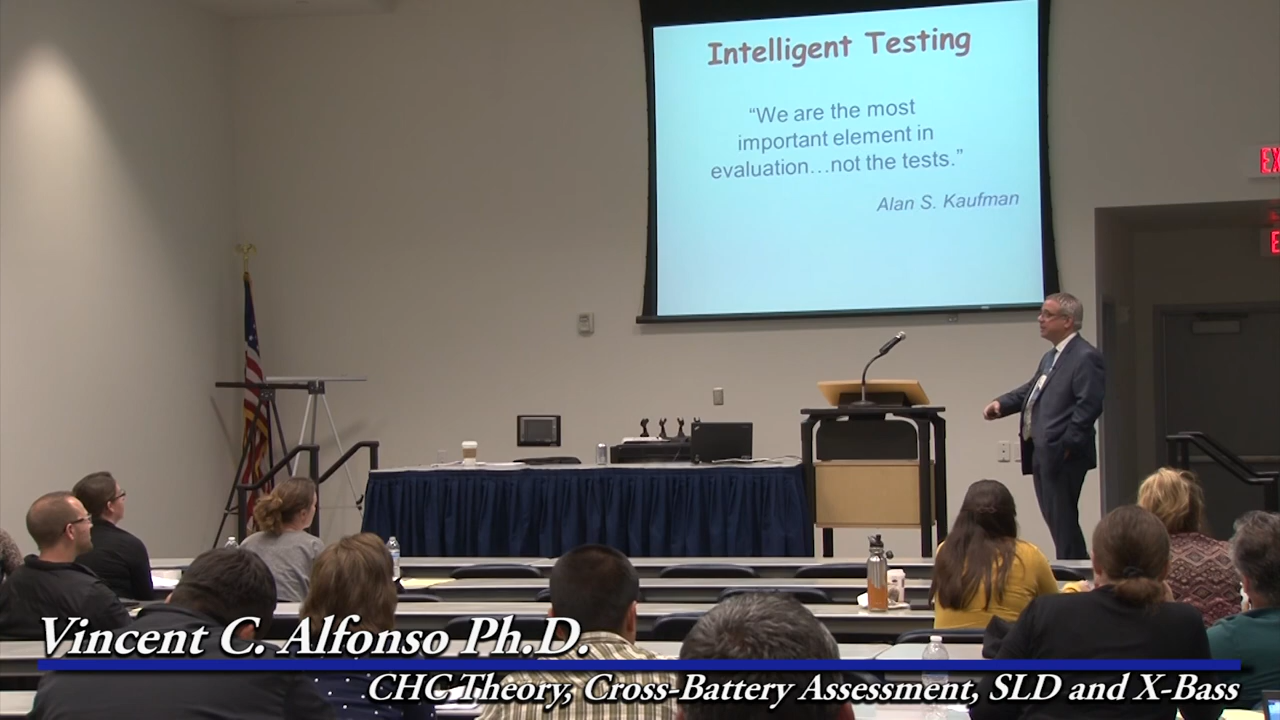 Intelligent Testing
“We are the most
important element in
evaluation…not the tests.”
Alan S. Kaufman
EX
E
Vincent C. Alfonso Ph.D.
CHC Theory, Cross-Battery Assessment, SLD and X-Bass